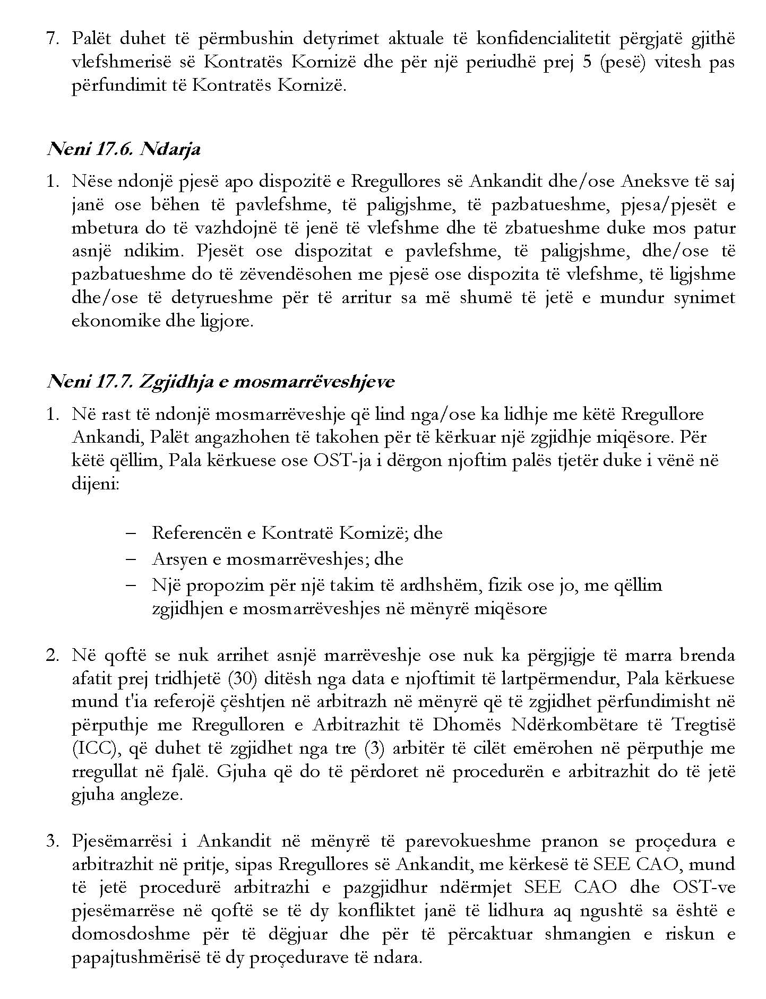 7. Palët duhet të përmbushin detyrimet aktuale të konfidencialitetit përgjatë gjithë
vlefshmerisë së Kontratës Kornizë dhe për një periudhë prej 5 (pesë) vitesh pas
përfundimit të Kontratës Kornizë.
Neni 17.6. Ndarja
1. Nëse ndonjë pjesë apo dispozitë e Rregullores së Ankandit dhe/ose Aneksve të saj
janë ose bëhen të pavlefshme, të paligjshme, të pazbatueshme, pjesa/pjesët e
mbetura do të vazhdojnë të jenë të vlefshme dhe të zbatueshme duke mos patur
asnjë ndikim. Pjesët ose dispozitat e pavlefshme, të paligjshme, dhe/ose të
pazbatueshme do të zëvendësohen me pjesë ose dispozita të vlefshme, të ligjshme
dhe/ose të detyrueshme për të arritur sa më shumë të jetë e mundur synimet
ekonomike dhe ligjore.
Neni 17.7. Zgjidhja e mosmarrëveshjeve
1. Në rast të ndonjë mosmarrëveshje që lind nga/ose ka lidhje me këtë Rregullore
Ankandi, Palët angazhohen të takohen për të kërkuar një zgjidhje miqësore. Për
këtë qëllim, Pala kërkuese ose OST-ja i dërgon njoftim palës tjetër duke i vënë në
dijeni:
– Referencën e Kontratë Kornizë; dhe
– Arsyen e mosmarrëveshjes; dhe
– Një propozim për një takim të ardhshëm, fizik ose jo, me qëllim
zgjidhjen e mosmarrëveshjes në mënyrë miqësore
2. Në qoftë se nuk arrihet asnjë marrëveshje ose nuk ka përgjigje të marra brenda
afatit prej tridhjetë (30) ditësh nga data e njoftimit të lartpërmendur, Pala kërkuese
mund t'ia referojë çështjen në arbitrazh në mënyrë që të zgjidhet përfundimisht në
përputhje me Rregulloren e Arbitrazhit të Dhomës Ndërkombëtare të Tregtisë
(ICC), që duhet të zgjidhet nga tre (3) arbitër të cilët emërohen në përputhje me
rregullat në fjalë. Gjuha që do të përdoret në procedurën e arbitrazhit do të jetë
gjuha angleze.
3. Pjesëmarrësi i Ankandit në mënyrë të parevokueshme pranon se proçedura e
arbitrazhit në pritje, sipas Rregullores së Ankandit, me kërkesë të SEE CAO, mund
të jetë procedurë arbitrazhi e pazgjidhur ndërmjet SEE CAO dhe OST-ve
pjesëmarrëse në qoftë se të dy konfliktet janë të lidhura aq ngushtë sa është e
domosdoshme për të dëgjuar dhe për të përcaktuar shmangien e riskun e
papajtushmërisë të dy proçedurave të ndara.